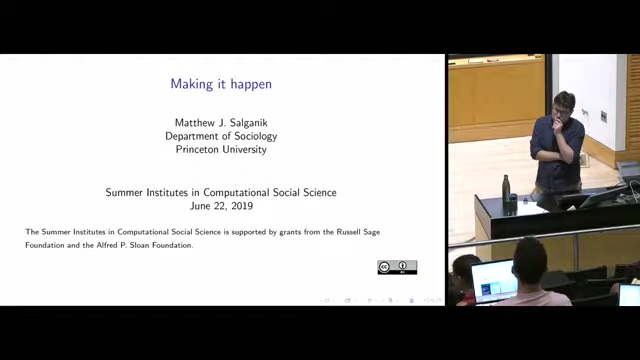 Making it happen
Matthew J. Salganik
Department of Sociology
Princeton University
Summer Institutes in Computational Social Science
June 22, 2019
The Summer Institutes in Computational Social Science is supported by grants from the Russell Sage
Foundation and the Alfred P. Sloan Foundation.